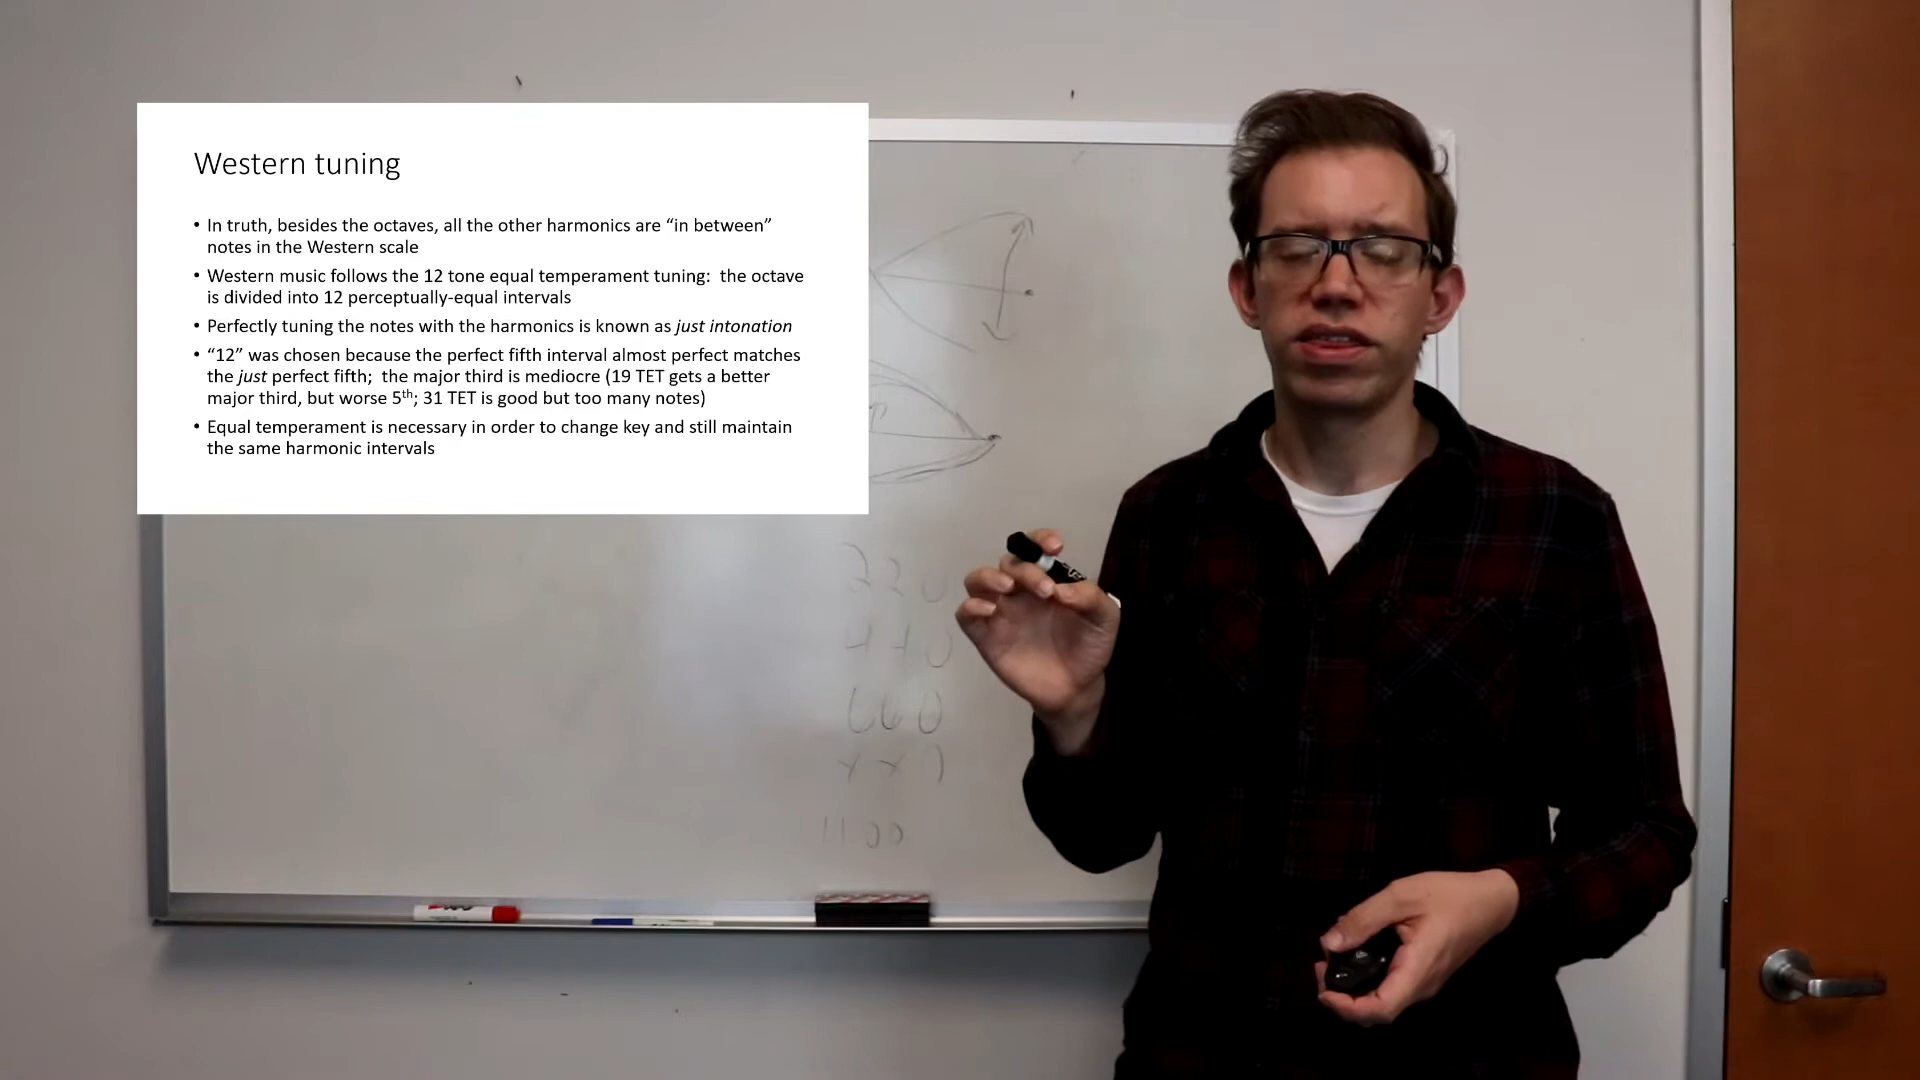 Western tuning
• In truth, besides the octaves, all the other harmonics are “in between”
notes in the Western scale
• Western music follows the 12 tone equal temperament tuning: the octave
is divided into 12 perceptually-equal intervals
• Perfectly tuning the notes with the harmonics is known as just intonation
• “12” was chosen because the perfect fifth interval almost perfect matches
the just perfect fifth; the major third is mediocre (19 TET gets a better
major third, but worse 5th; 31 TET is good but too many notes)
• Equal temperament is necessary in order to change key and still maintain
the same harmonic intervals
220
440
660
1100